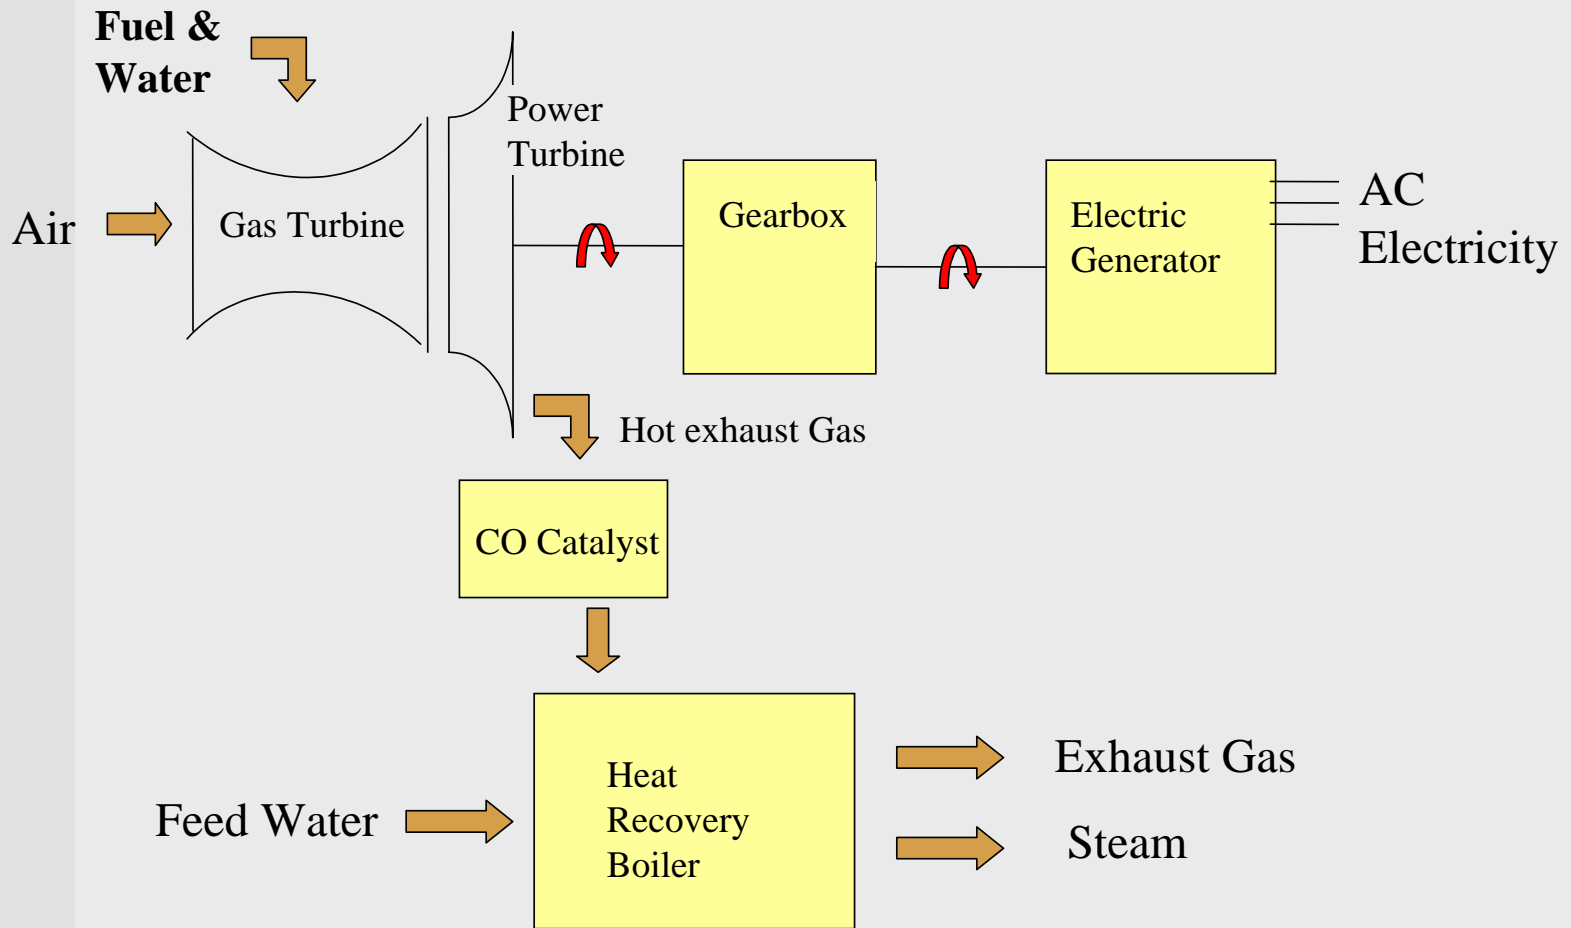 Fuel &
Water
Power
Turbine
Air
Gas Turbine
Gearbox
Electric
Generator
AC
Electricity
Hot exhaust Gas
CO Catalyst
Feed Water
Heat
Recovery
Boiler
Exhaust Gas
Steam